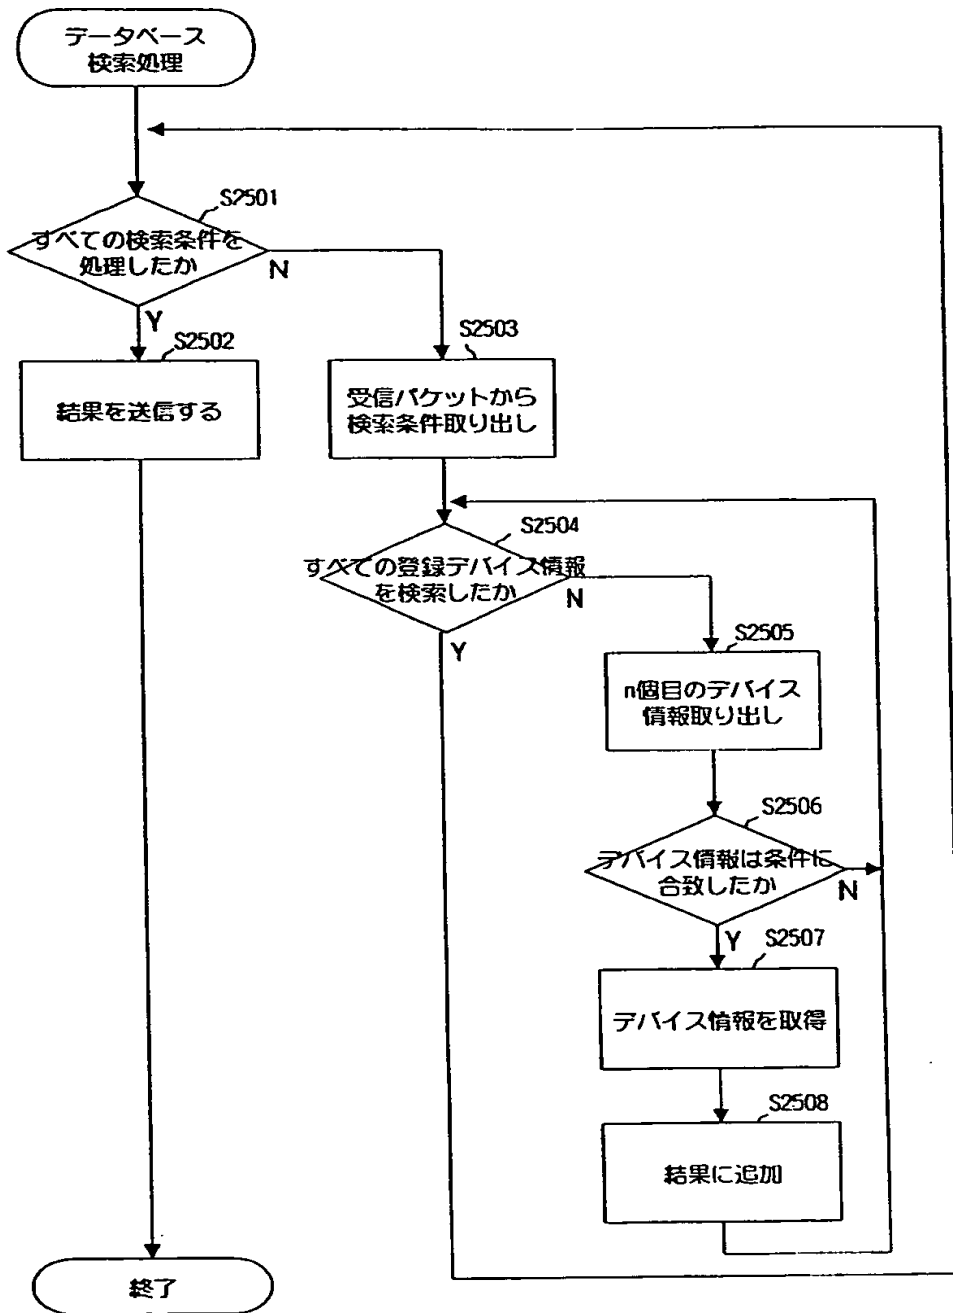 データベース
検索処理
S2501
すべての検索条件を
処理したか
N
Y
S2502
結果を送信する
S2503
受信パケットから
検索条件取り出し
S2504
すべての登録デバイス情報
を検索したか
N
Y
S2505
n個目のデバイス
情報取り出し
S2506
デバイス情報は条件に
合致したか
N
Y
S2507
デバイス情報を取得
S2508
結果に追加
終了